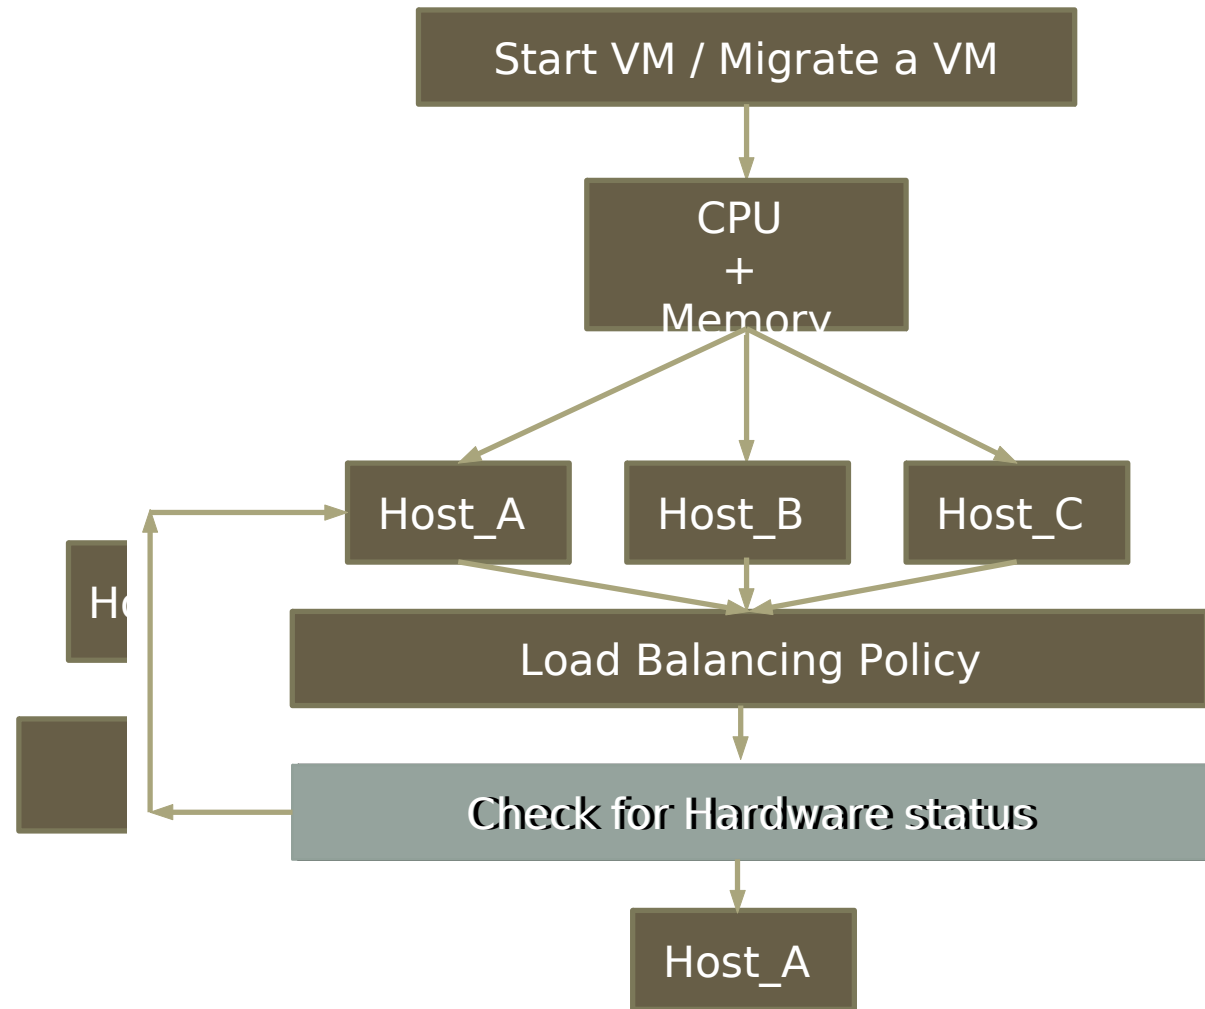 Start VM / Migrate a VM
CPU
+
Memory
Host_A
Host_B
Host_C
Load Balancing Policy
Check for Hardware status
Host_A